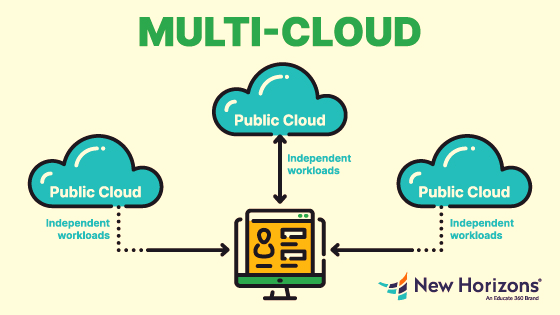 MULTI-CLOUD
Public Cloud
Independent
workloads
Public Cloud
Independent
workloads
Public Cloud
Independent
workloads
New Horizons®
An Educate 360 Brand